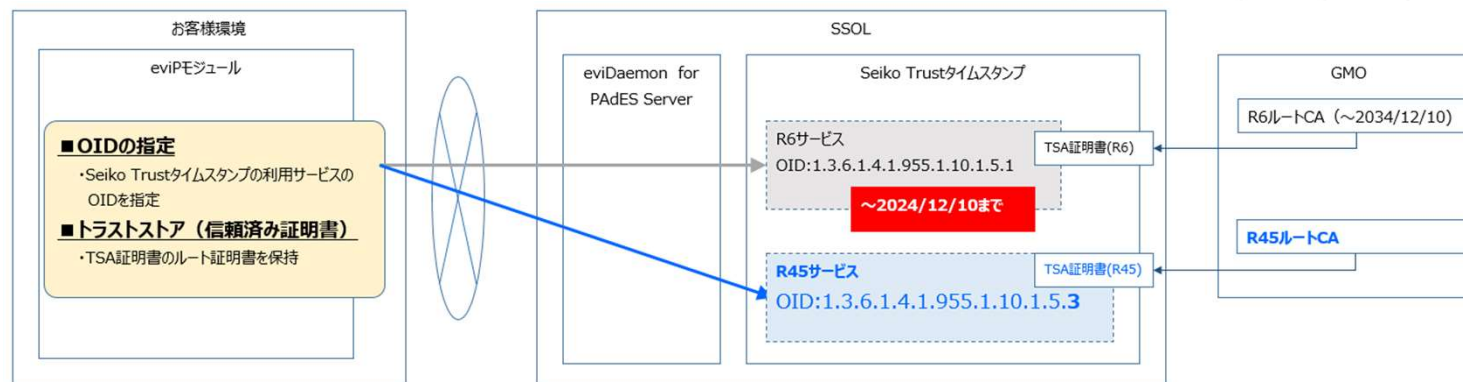 お客様環境
eviPモジュール
■OIDの指定
・Seiko Trustタイムスタンプの利用サービスの
OIDを指定
■トラストストア（信頼済み証明書）
・TSA証明書のルート証明書を保持
SSOL
eviDaemon for
PAdES Server
Seiko Trustタイムスタンプ
R6サービス
OID:1.3.6.1.4.1.955.1.10.1.5.1
～2024/12/10まで
TSA証明書(R6)
R45サービス
OID:1.3.6.1.4.1.955.1.10.1.5.3
TSA証明書(R45)
GMO
R6ルートCA（～2034/12/10)
R45ルートCA